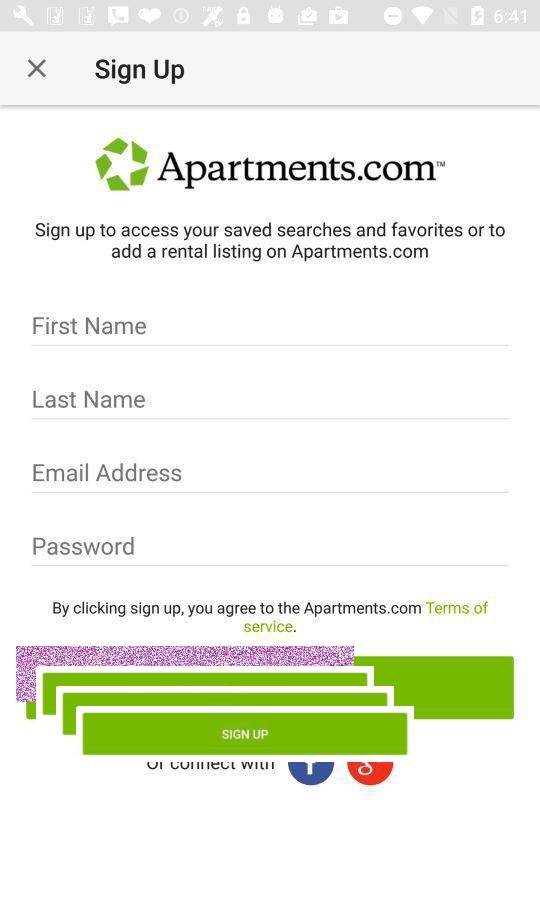 6:41
Sign Up
Apartments.com™
Sign up to access your saved searches and favorites or to
add a rental listing on Apartments.com
First Name
Last Name
Email Address
Password
By clicking sign up, you agree to the Apartments.com Terms of
service.
SIGN UP
Or connect with